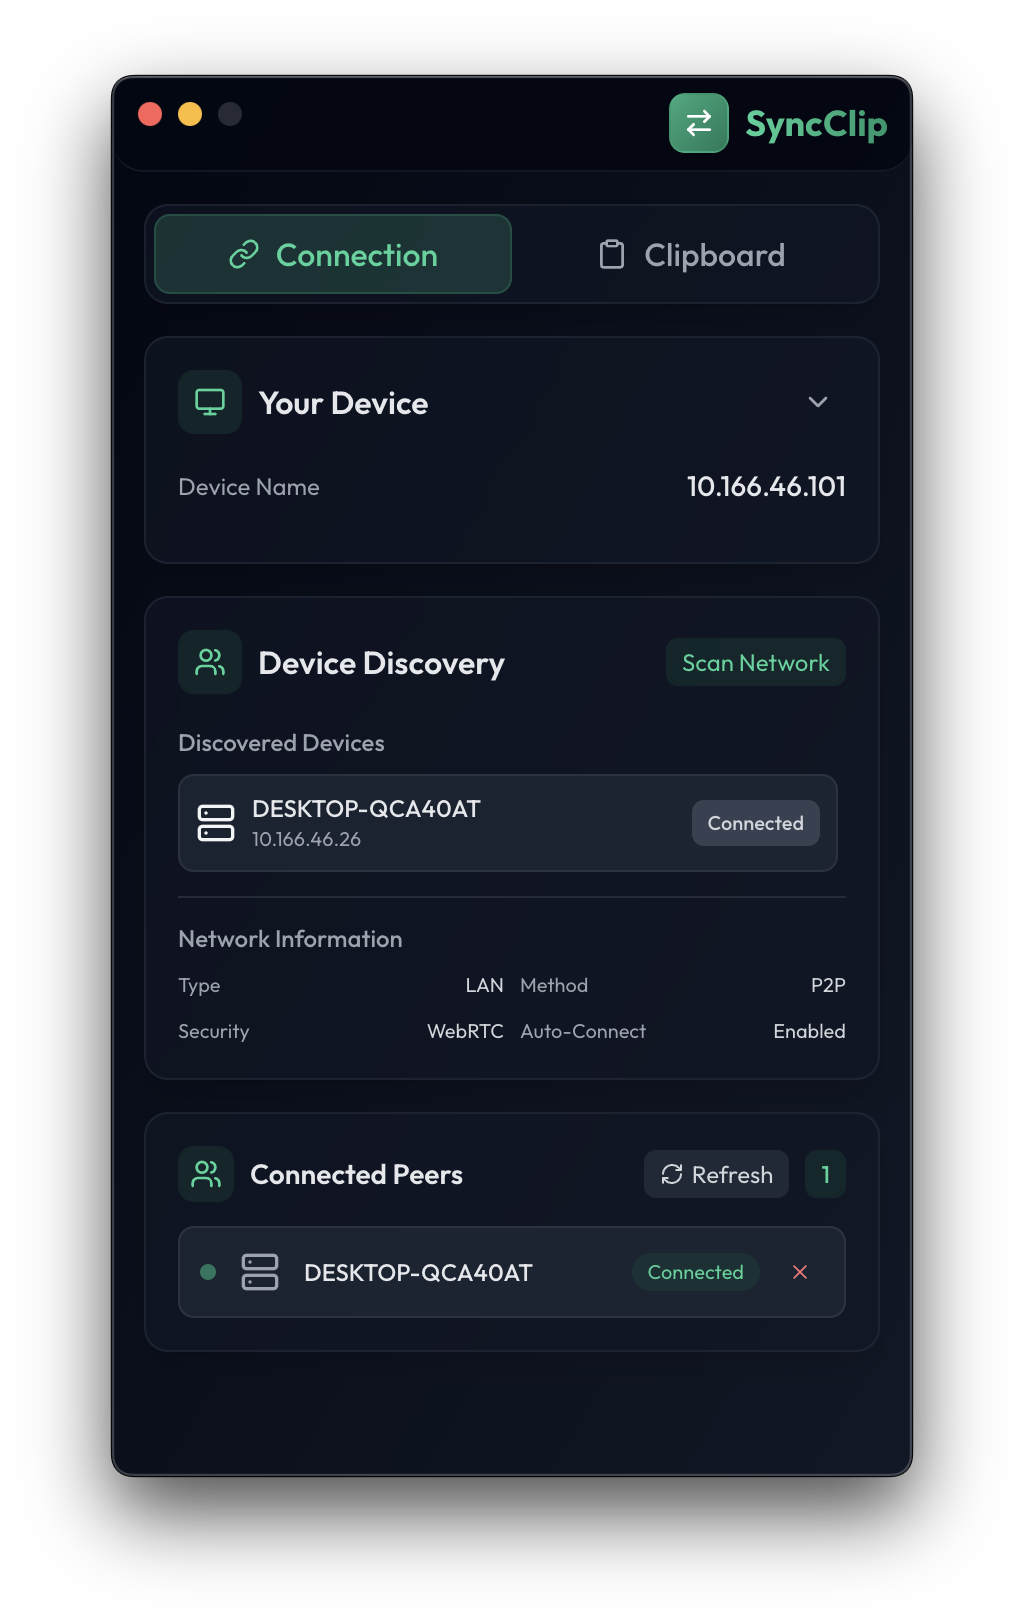 SyncClip
Connection
Clipboard
Your Device
Device Name
10.166.46.101
Device Discovery
Scan Network
Discovered Devices
DESKTOP-QCA40AT
10.166.46.26
Connected
Network Information
Type LAN Method P2P
Security WebRTC Auto-Connect Enabled
Connected Peers
Refresh
1
DESKTOP-QCA40AT
Connected